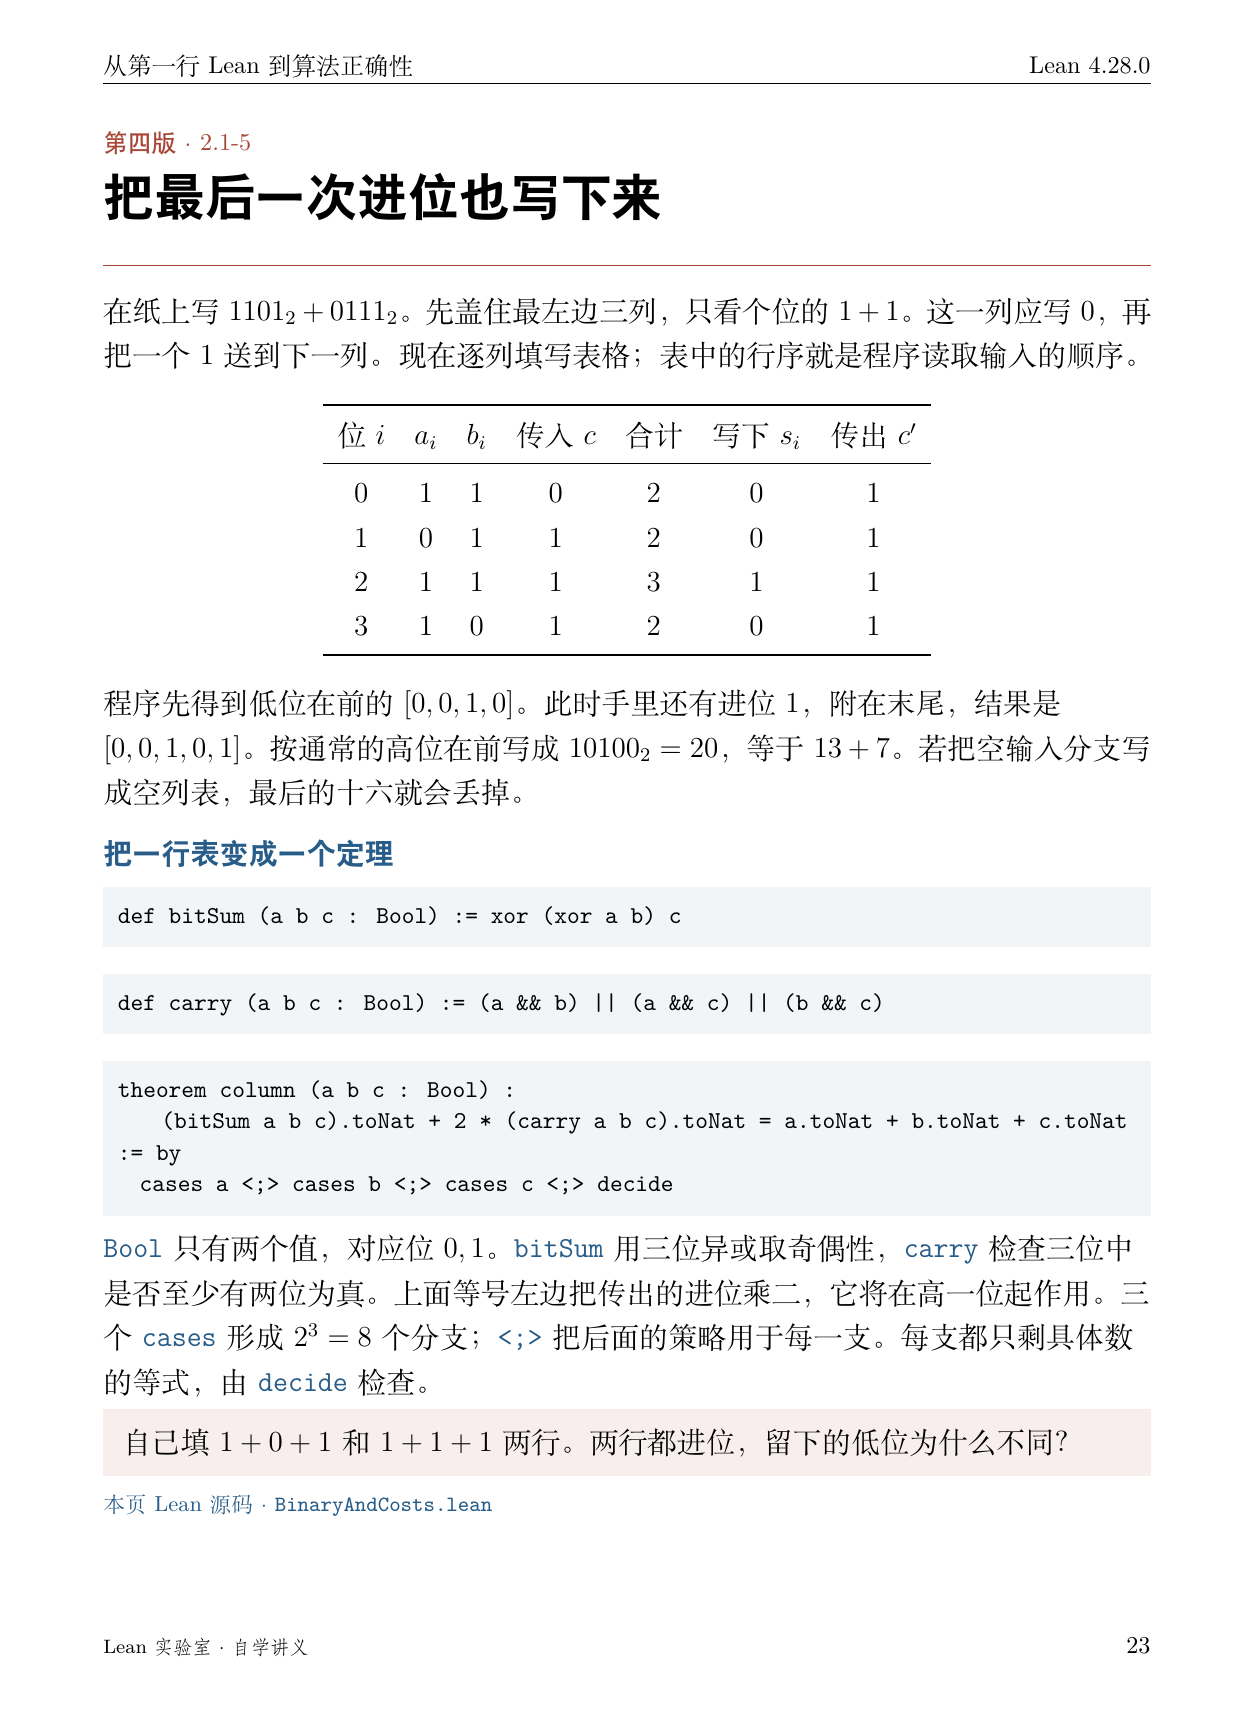 从第一行 Lean 到算法正确性
Lean 4.28.0
第四版 · 2.1-5
把最后一次进位也写下来
在纸上写 1101₂ + 0111₂。先盖住最左边三列，只看个位的 1 + 1。这一列应写 0，再
把一个 1 送到下一列。现在逐列填写表格；表中的行序就是程序读取输入的顺序。
位 i aᵢ bᵢ 传入 c 合计 写下 sᵢ 传出 c′
0 1 1 0 2 0 1
1 0 1 1 2 0 1
2 1 1 1 3 1 1
3 1 0 1 2 0 1
程序先得到低位在前的 [0, 0, 1, 0]。此时手里还有进位 1，附在末尾，结果是
[0, 0, 1, 0, 1]。按通常的高位在前写成 10100₂ = 20，等于 13 + 7。若把空输入分支写
成空列表，最后的十六就会丢掉。
把一行表变成一个定理
def bitSum (a b c : Bool) := xor (xor a b) c
def carry (a b c : Bool) := (a && b) || (a && c) || (b && c)
theorem column (a b c : Bool) :
(bitSum a b c).toNat + 2 * (carry a b c).toNat = a.toNat + b.toNat + c.toNat
:= by
cases a <;> cases b <;> cases c <;> decide
Bool 只有两个值，对应位 0, 1。bitSum 用三位异或取奇偶性，carry 检查三位中
是否至少有两位为真。上面等号左边把传出的进位乘二，它将在高一位起作用。三
个 cases 形成 2³ = 8 个分支；<;> 把后面的策略用于每一支。每支都只剩具体数
的等式，由 decide 检查。
自己填 1 + 0 + 1 和 1 + 1 + 1 两行。两行都进位，留下的低位为什么不同？
本页 Lean 源码 · BinaryAndCosts.lean
Lean 实验室 · 自学讲义
23